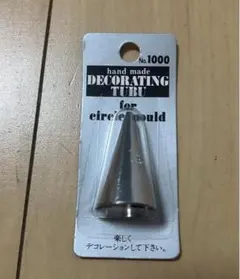 No.1000
hand made
DECORATING
TUBU
for
circle mould
楽しく
デコレーションして下さい。